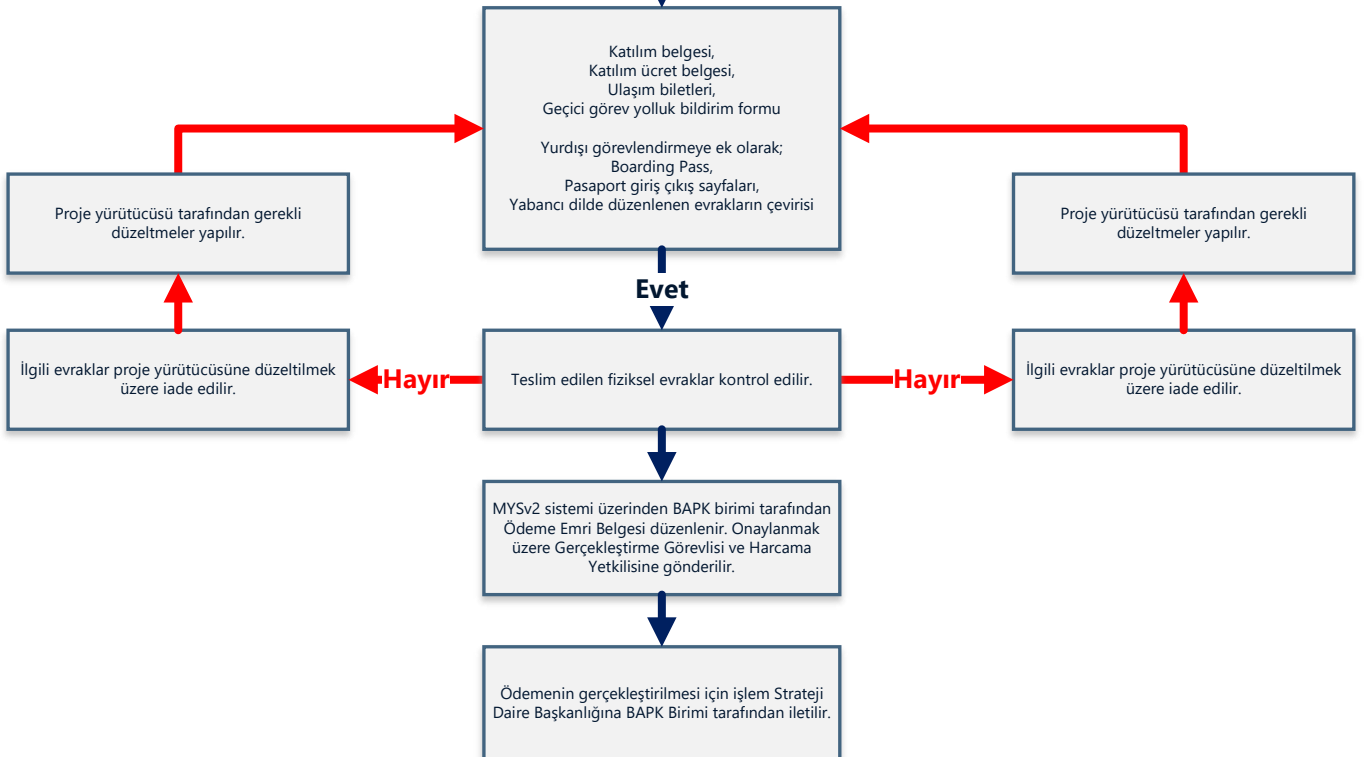 Katılım belgesi,
Katılım ücret belgesi,
Ulaşım biletleri,
Geçici görev yolluk bildirim formu
Yurdışı görevlendirmeye ek olarak;
Boarding Pass,
Pasaport giriş çıkış sayfaları,
Yabancı dilde düzenlenen evrakların çevirisi
Proje yürütücüsü tarafından gerekli
düzeltmeler yapılır.
Proje yürütücüsü tarafından gerekli
düzeltmeler yapılır.
Evet
İlgili evraklar proje yürütücüsüne düzeltilmek
üzere iade edilir.
Hayır
Teslim edilen fiziksel evraklar kontrol edilir.
Hayır
İlgili evraklar proje yürütücüsüne düzeltilmek
üzere iade edilir.
MYSv2 sistemi üzerinden BAPK birimi tarafından
Ödeme Emri Belgesi düzenlenir. Onaylanmak
üzere Gerçekleştirme Görevlisi ve Harcama
Yetkilisine gönderilir.
Ödemenin gerçekleştirilmesi için işlem Strateji
Daire Başkanlığına BAPK Birimi tarafından iletilir.